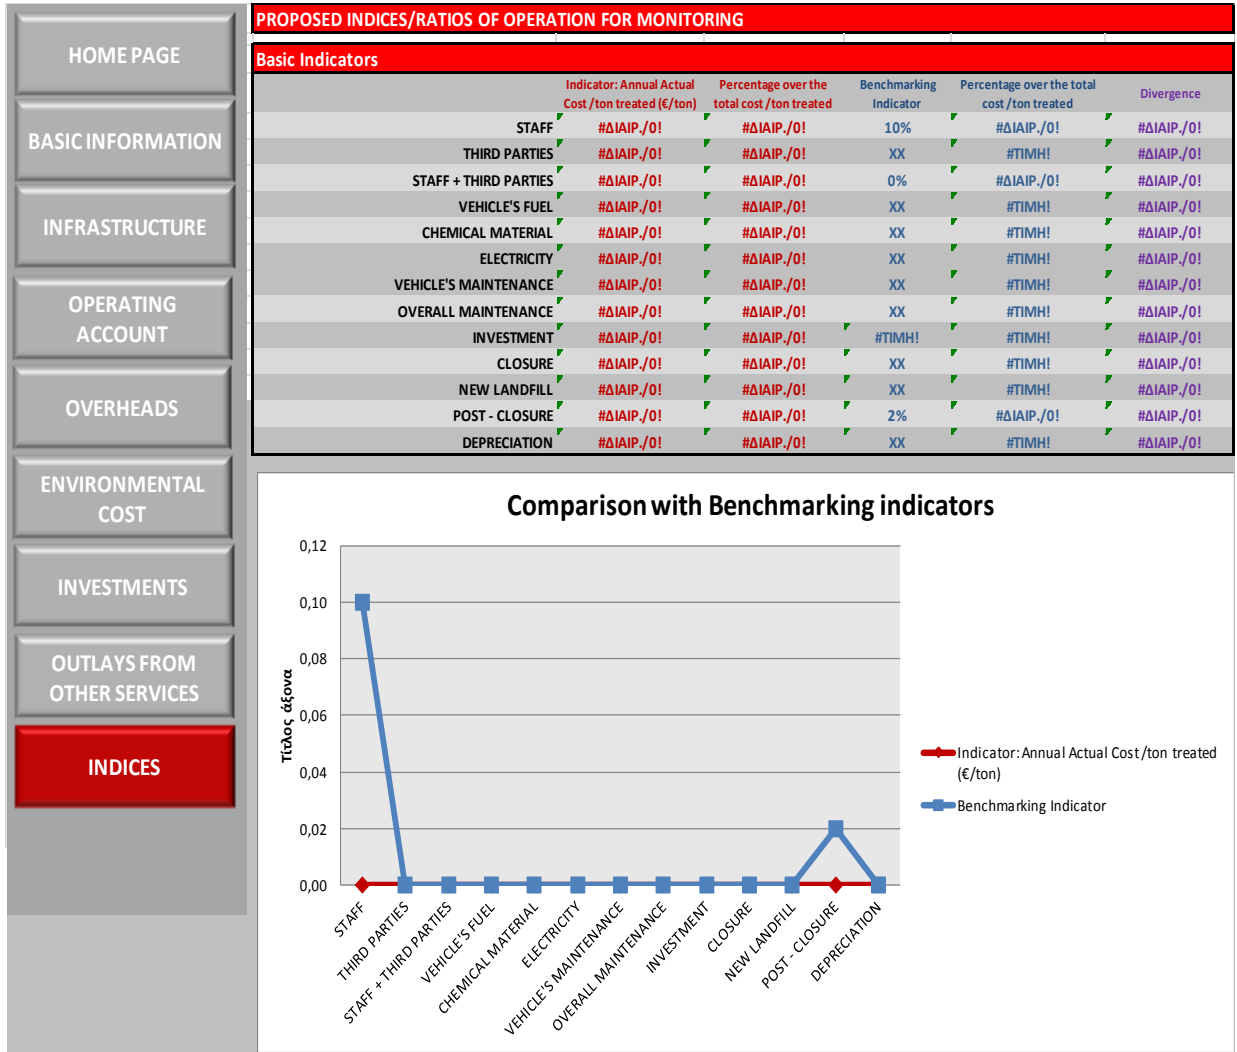 HOME PAGE
BASIC INFORMATION
INFRASTRUCTURE
OPERATING
ACCOUNT
OVERHEADS
ENVIRONMENTAL
COST
INVESTMENTS
OUTLAYS FROM
OTHER SERVICES
INDICES
PROPOSED INDICES/RATIOS OF OPERATION FOR MONITORING
Basic Indicators
Indicator: Annual Actual Cost /ton treated (€/ton) Percentage over the total cost /ton treated Benchmarking Indicator Percentage over the total cost /ton treated Divergence
STAFF #ΔΙΑΙΡ./0! #ΔΙΑΙΡ./0! 10% #ΔΙΑΙΡ./0! #ΔΙΑΙΡ./0!
THIRD PARTIES #ΔΙΑΙΡ./0! #ΔΙΑΙΡ./0! XX #ΤΙΜΗ! #ΔΙΑΙΡ./0!
STAFF + THIRD PARTIES #ΔΙΑΙΡ./0! #ΔΙΑΙΡ./0! 0% #ΔΙΑΙΡ./0! #ΔΙΑΙΡ./0!
VEHICLE'S FUEL #ΔΙΑΙΡ./0! #ΔΙΑΙΡ./0! XX #ΤΙΜΗ! #ΔΙΑΙΡ./0!
CHEMICAL MATERIAL #ΔΙΑΙΡ./0! #ΔΙΑΙΡ./0! XX #ΤΙΜΗ! #ΔΙΑΙΡ./0!
ELECTRICITY #ΔΙΑΙΡ./0! #ΔΙΑΙΡ./0! XX #ΤΙΜΗ! #ΔΙΑΙΡ./0!
VEHICLE'S MAINTENANCE #ΔΙΑΙΡ./0! #ΔΙΑΙΡ./0! XX #ΤΙΜΗ! #ΔΙΑΙΡ./0!
OVERALL MAINTENANCE #ΔΙΑΙΡ./0! #ΔΙΑΙΡ./0! XX #ΤΙΜΗ! #ΔΙΑΙΡ./0!
INVESTMENT #ΔΙΑΙΡ./0! #ΔΙΑΙΡ./0! #ΤΙΜΗ! #ΤΙΜΗ! #ΔΙΑΙΡ./0!
CLOSURE #ΔΙΑΙΡ./0! #ΔΙΑΙΡ./0! XX #ΤΙΜΗ! #ΔΙΑΙΡ./0!
NEW LANDFILL #ΔΙΑΙΡ./0! #ΔΙΑΙΡ./0! XX #ΤΙΜΗ! #ΔΙΑΙΡ./0!
POST - CLOSURE #ΔΙΑΙΡ./0! #ΔΙΑΙΡ./0! 2% #ΔΙΑΙΡ./0! #ΔΙΑΙΡ./0!
DEPRECIATION #ΔΙΑΙΡ./0! #ΔΙΑΙΡ./0! XX #ΤΙΜΗ! #ΔΙΑΙΡ./0!
Comparison with Benchmarking indicators
Τίτλος άξονα
0,12
0,10
0,08
0,06
0,04
0,02
0,00
STAFF
THIRD PARTIES
STAFF + THIRD PARTIES
VEHICLE'S FUEL
CHEMICAL MATERIAL
ELECTRICITY
VEHICLE'S MAINTENANCE
OVERALL MAINTENANCE
INVESTMENT
CLOSURE
NEW LANDFILL
POST - CLOSURE
DEPRECIATION
Indicator: Annual Actual Cost /ton treated
(€/ton)
Benchmarking Indicator